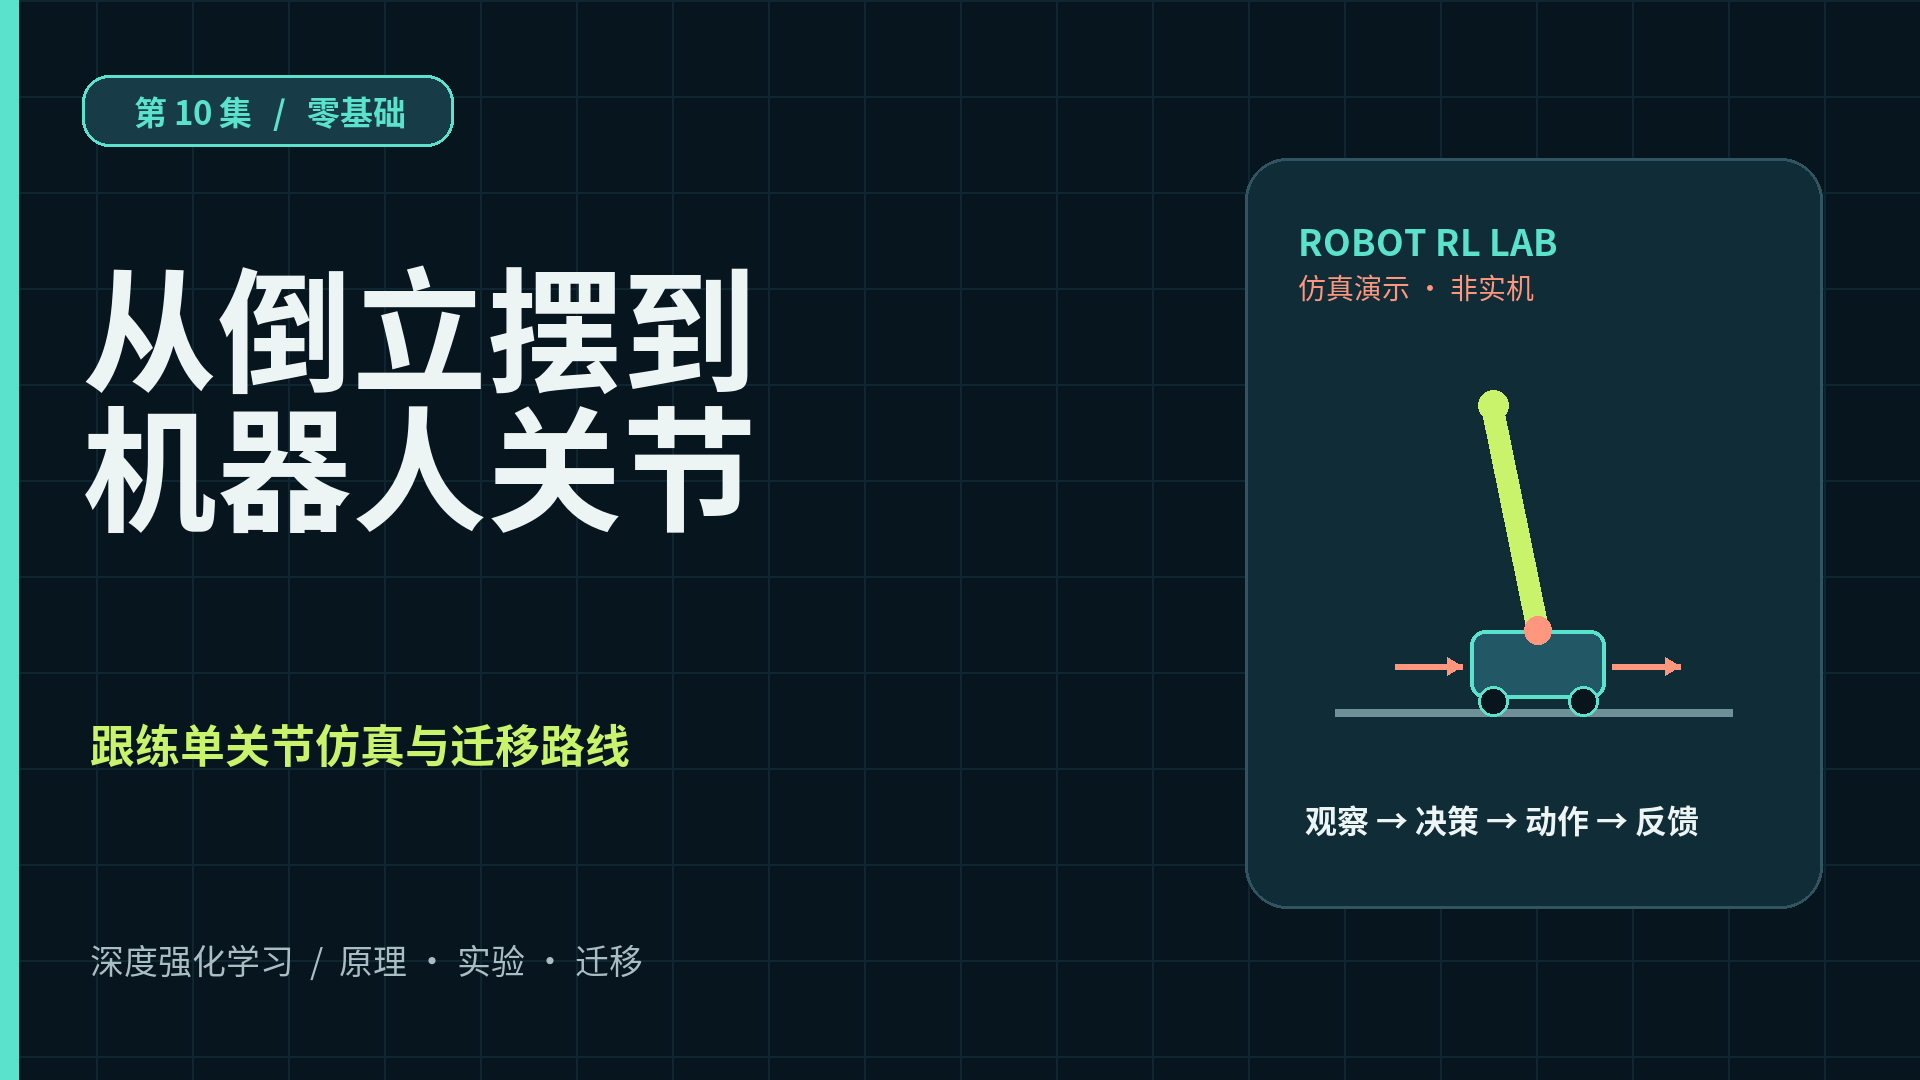 第 10 集 / 零基础
从倒立摆到
机器人关节
跟练单关节仿真与迁移路线
深度强化学习 / 原理 · 实验 · 迁移
ROBOT RL LAB
仿真演示 · 非实机
观察 → 决策 → 动作 → 反馈